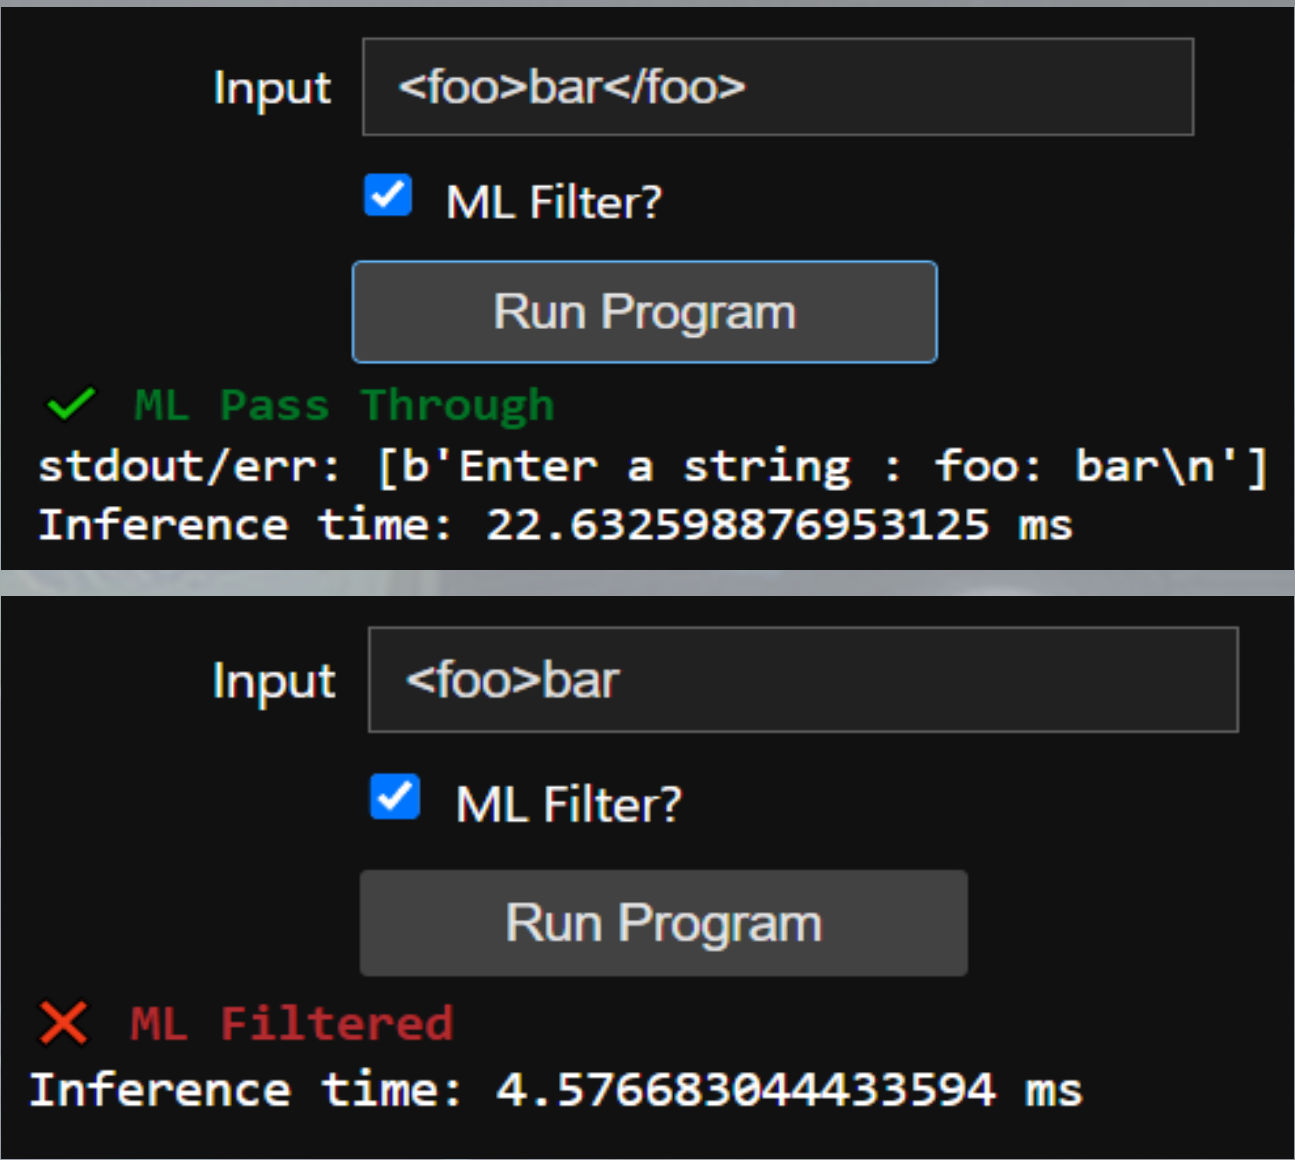 Input <foo>bar</foo>
ML Filter?
Run Program
ML Pass Through
stdout/err: [b'Enter a string : foo: bar\n']
Inference time: 22.632598876953125 ms
Input <foo>bar
ML Filter?
Run Program
ML Filtered
Inference time: 4.576683044433594 ms